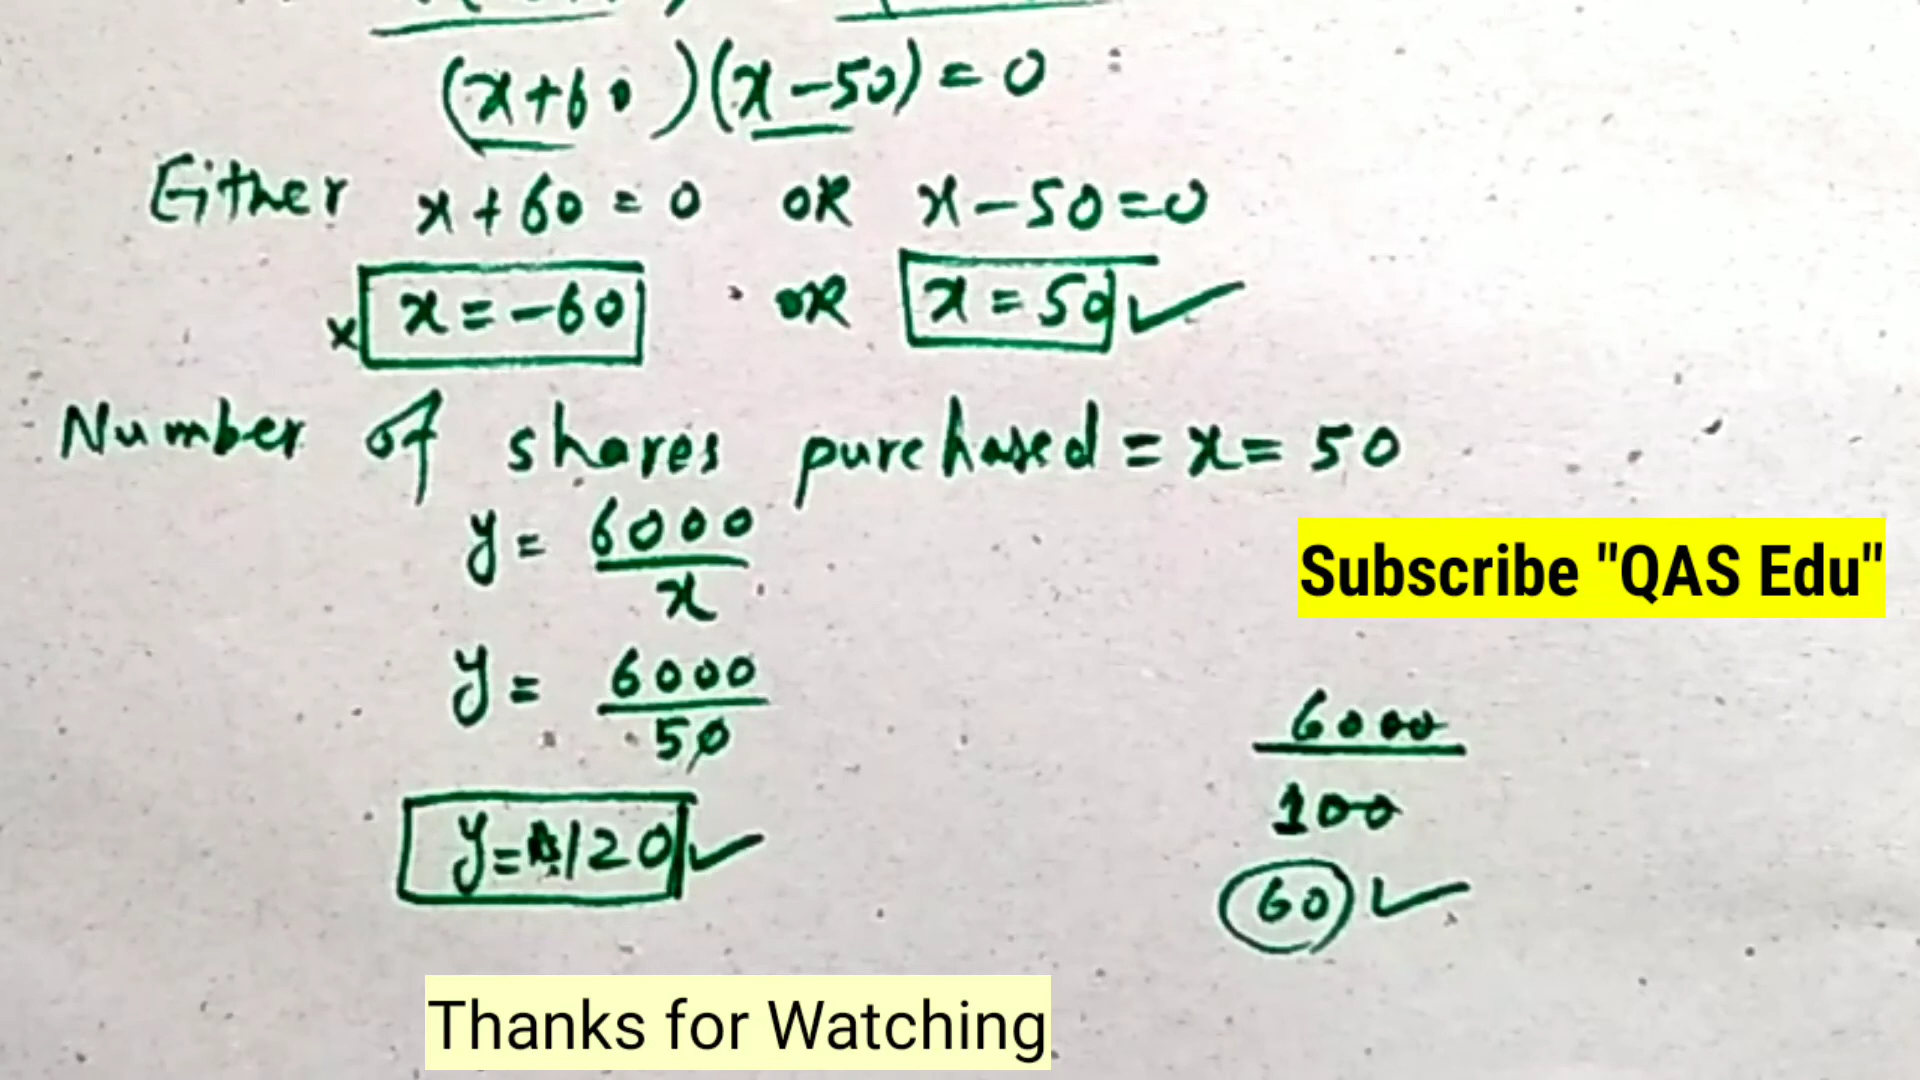 (x+60)(x-50)=0
Either x+60=0 OR x-50=0
x x=-60 OR x=50 ✓
Number of shares purchased=x=50
y=6000/x
Subscribe "QAS Edu"
y=6000/50
6000/100
y=120 ✓
60 ✓
Thanks for Watching